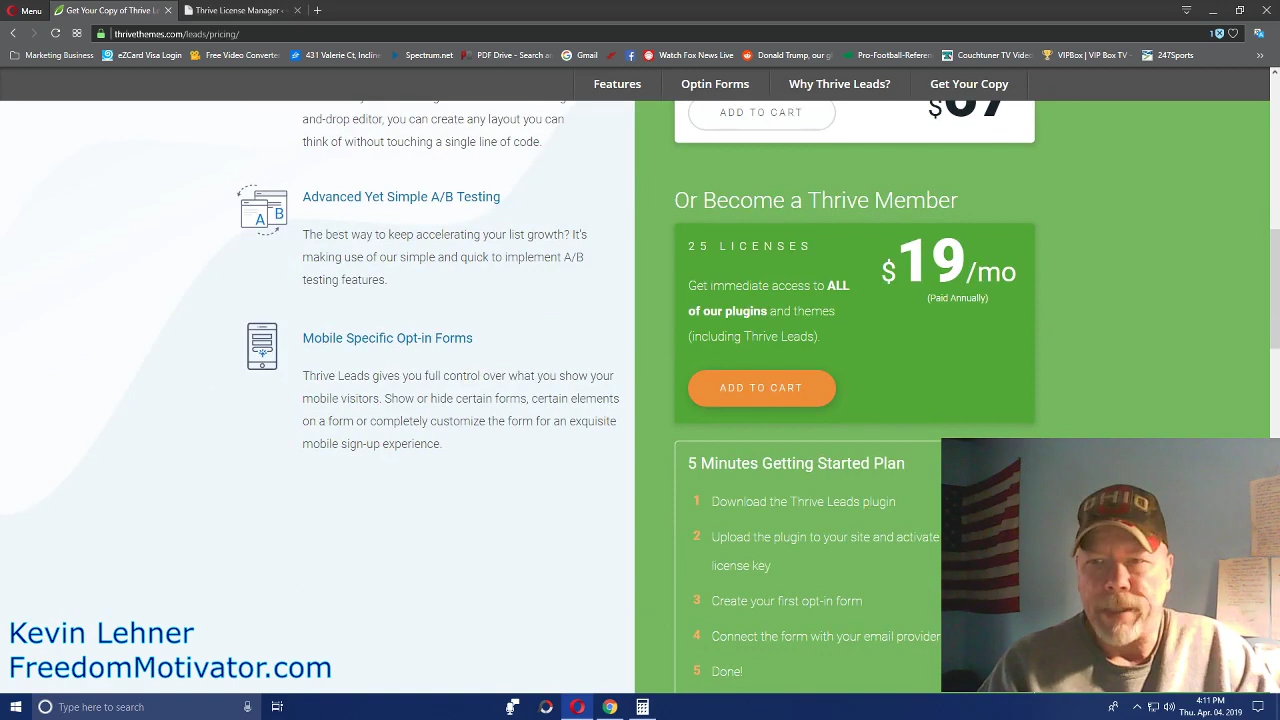 Menu
Get Your Copy of Thrive L
Thrive License Manager
thrivethemes.com/leads/pricing/
1
Marketing Business
eZCard Visa Login
Free Video Converte
431 Valerie Ct, Incline
Spectrum.net
PDF Drive - Search an
Gmail
Watch Fox News Live
Donald Trump, our g
Pro-Football-Referen
Couchtuner TV Video
VIPBox | VIP Box TV
247Sports
Features
Optin Forms
Why Thrive Leads?
Get Your Copy
and-drop editor, you can create any layout you can
think of without touching a single line of code.
Advanced Yet Simple A/B Testing
A B
The best way to keep accelerating your list growth? It's
making use of our simple and quick to implement A/B
testing features.
Mobile Specific Opt-in Forms
Thrive Leads gives you full control over what you show your
mobile visitors. Show or hide certain forms, certain elements
on a form or completely customize the form for an exquisite
mobile sign-up experience.
ADD TO CART
$67
Or Become a Thrive Member
25 LICENSES
$19/mo
(Paid Annually)
Get immediate access to ALL
of our plugins and themes
(including Thrive Leads).
ADD TO CART
5 Minutes Getting Started Plan
1 Download the Thrive Leads plugin
2 Upload the plugin to your site and activate
license key
3 Create your first opt-in form
4 Connect the form with your email provider
5 Done!
OHIO
Kevin Lehner
FreedomMotivator.com
Type here to search
4:11 PM
Thu. Apr. 04. 2019